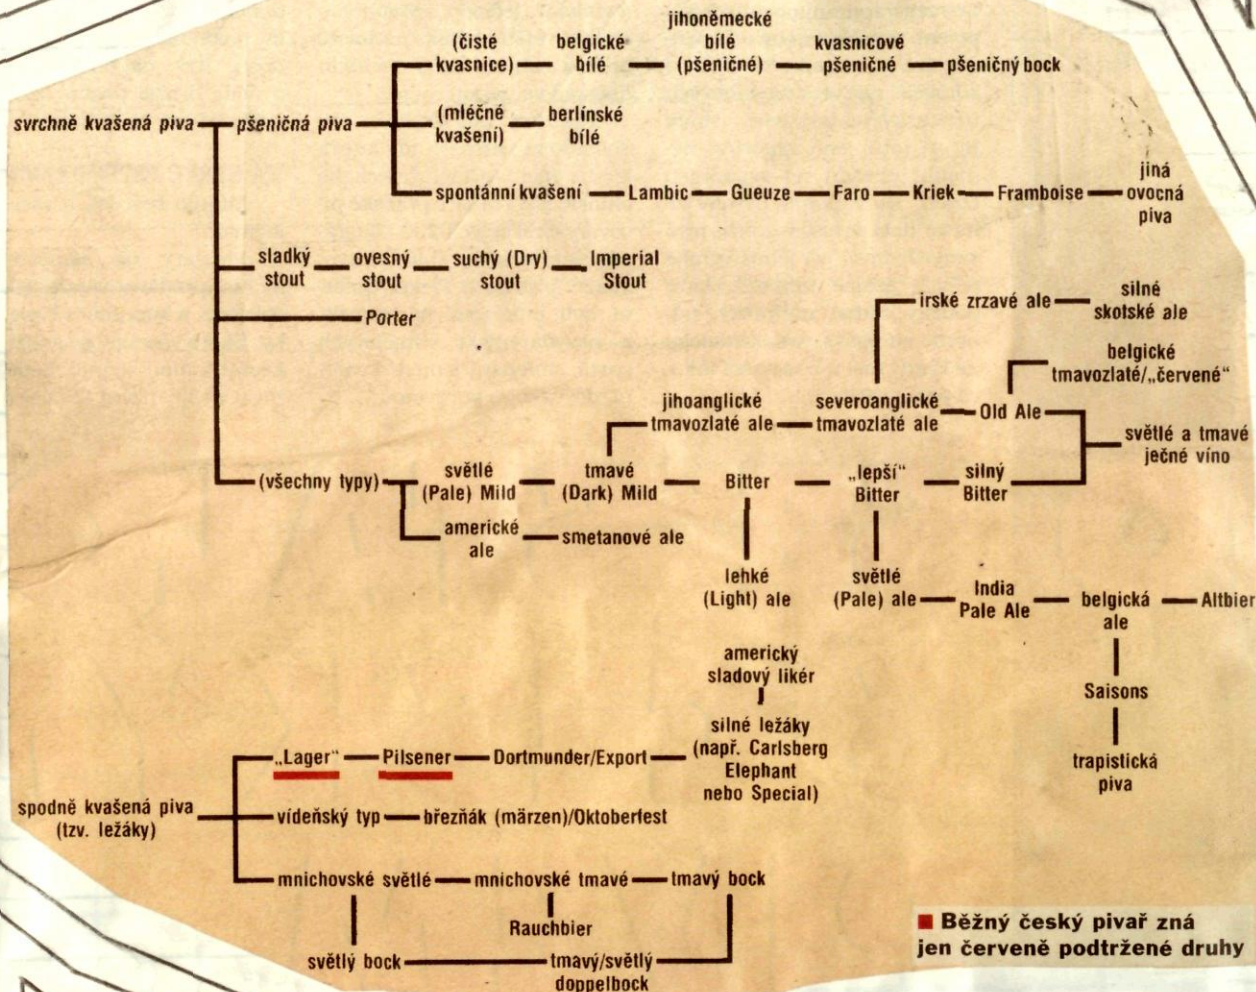 (čisté kvasnice)
belgické bílé
jihoněmecké bílé (pšeničné)
kvasnicové pšeničné
pšeničný bock
svrchně kvašená piva
pšeničná piva
(mléčné kvašení)
berlínské bílé
spontánní kvašení
Lambic
Gueuze
Faro
Kriek
Framboise
jiná ovocná piva
sladký stout
ovesný stout
suchý (Dry) stout
Imperial Stout
Porter
irské zrzavé ale
silné skotské ale
belgické tmavozlaté/„červené“
jihoanglické tmavozlaté ale
severoanglické tmavozlaté ale
Old Ale
světlé a tmavé ječné víno
(všechny typy)
světlé (Pale) Mild
tmavé (Dark) Mild
Bitter
„lepší“ Bitter
silný Bitter
americké ale
smetanové ale
lehké (Light) ale
světlé (Pale) ale
India Pale Ale
belgická ale
Altbier
Saisons
trapistická piva
americký sladový likér
silné ležáky (např. Carlsberg Elephant nebo Special)
spodně kvašená piva (tzv. ležáky)
„Lager“
Pilsener
Dortmunder/Export
vídeňský typ
březňák (märzen)/Oktoberfest
mnichovské světlé
mnichovské tmavé
tmavý bock
Rauchbier
světlý bock
tmavý/světlý doppelbock
Běžný český pivař zná
jen červeně podtržené druhy